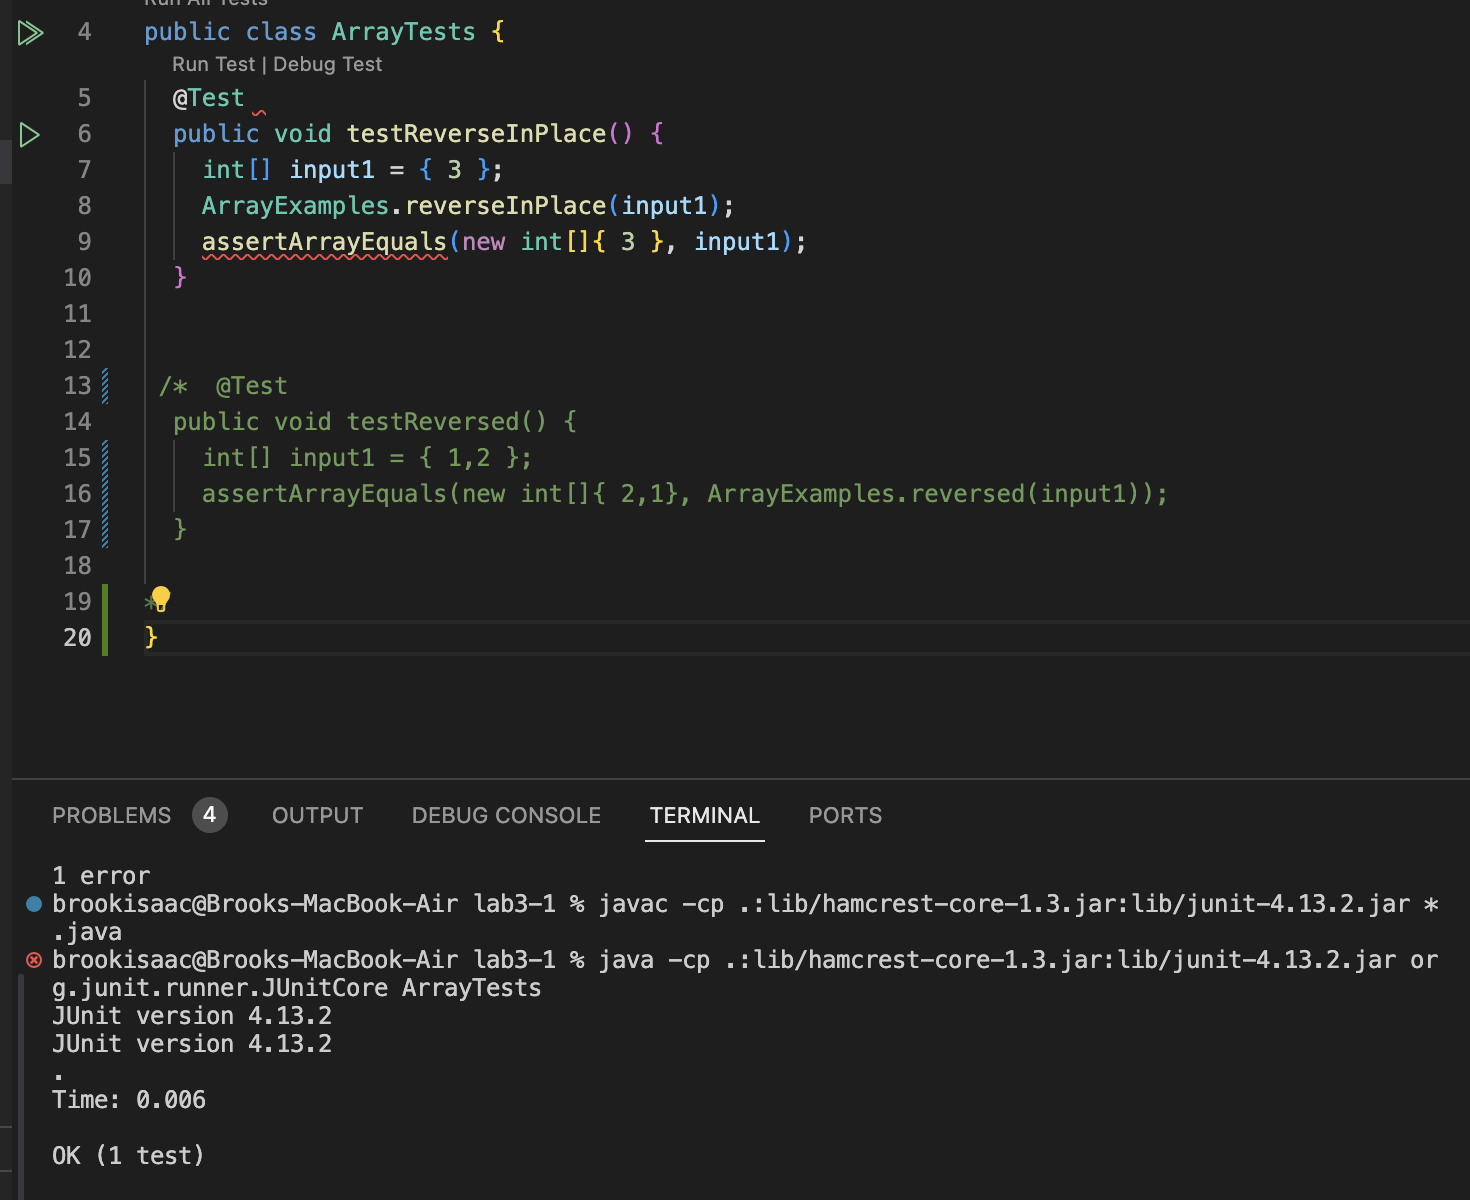 Run All Tests
4 public class ArrayTests {
Run Test | Debug Test
5 @Test
6 public void testReverseInPlace() {
7 int[] input1 = { 3 };
8 ArrayExamples.reverseInPlace(input1);
9 assertArrayEquals(new int[]{ 3 }, input1);
10 }
11
12
13 /*  @Test
14 public void testReversed() {
15 int[] input1 = { 1,2 };
16 assertArrayEquals(new int[]{ 2,1}, ArrayExamples.reversed(input1));
17 }
18
19 *
20 }
PROBLEMS 4 OUTPUT DEBUG CONSOLE TERMINAL PORTS
1 error
brookisaac@Brooks-MacBook-Air lab3-1 % javac -cp .:lib/hamcrest-core-1.3.jar:lib/junit-4.13.2.jar *
.java
brookisaac@Brooks-MacBook-Air lab3-1 % java -cp .:lib/hamcrest-core-1.3.jar:lib/junit-4.13.2.jar or
g.junit.runner.JUnitCore ArrayTests
JUnit version 4.13.2
JUnit version 4.13.2
.
Time: 0.006
OK (1 test)